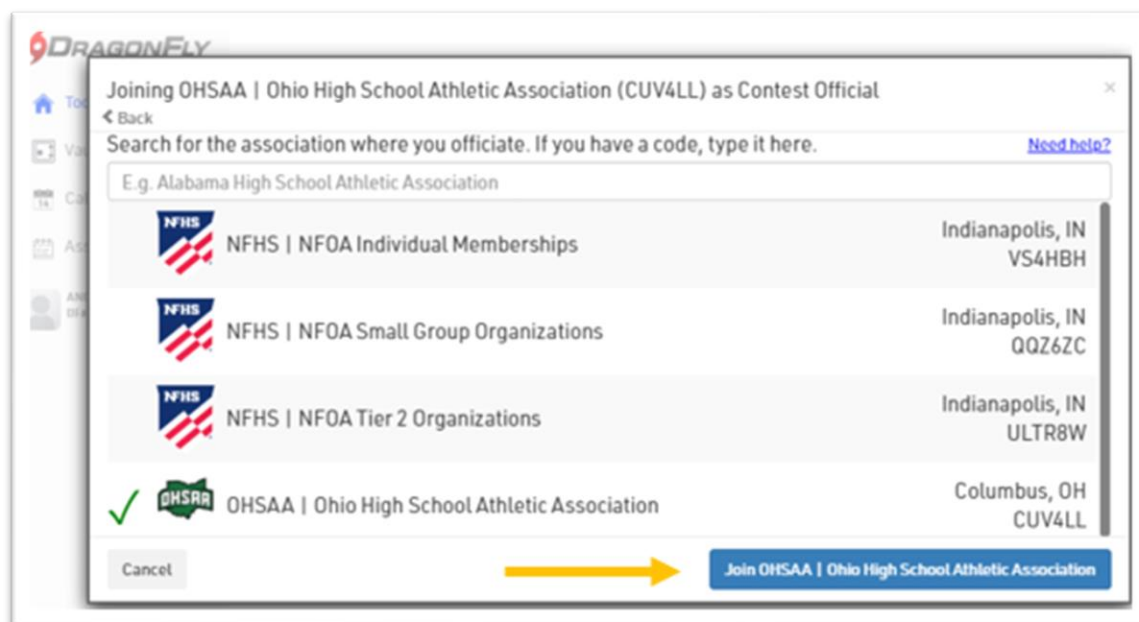 DRAGONFLY
Joining OHSAA | Ohio High School Athletic Association (CUV4LL) as Contest Official
×
Back
Search for the association where you officiate. If you have a code, type it here.
Need help?
E.g. Alabama High School Athletic Association
NFHS
NFHS | NFOA Individual Memberships
Indianapolis, IN
VS4HBH
NFHS
NFHS | NFOA Small Group Organizations
Indianapolis, IN
QQZ6ZC
NFHS
NFHS | NFOA Tier 2 Organizations
Indianapolis, IN
ULTR8W
OHSAA
OHSAA | Ohio High School Athletic Association
Columbus, OH
CUV4LL
Cancel
Join OHSAA | Ohio High School Athletic Association